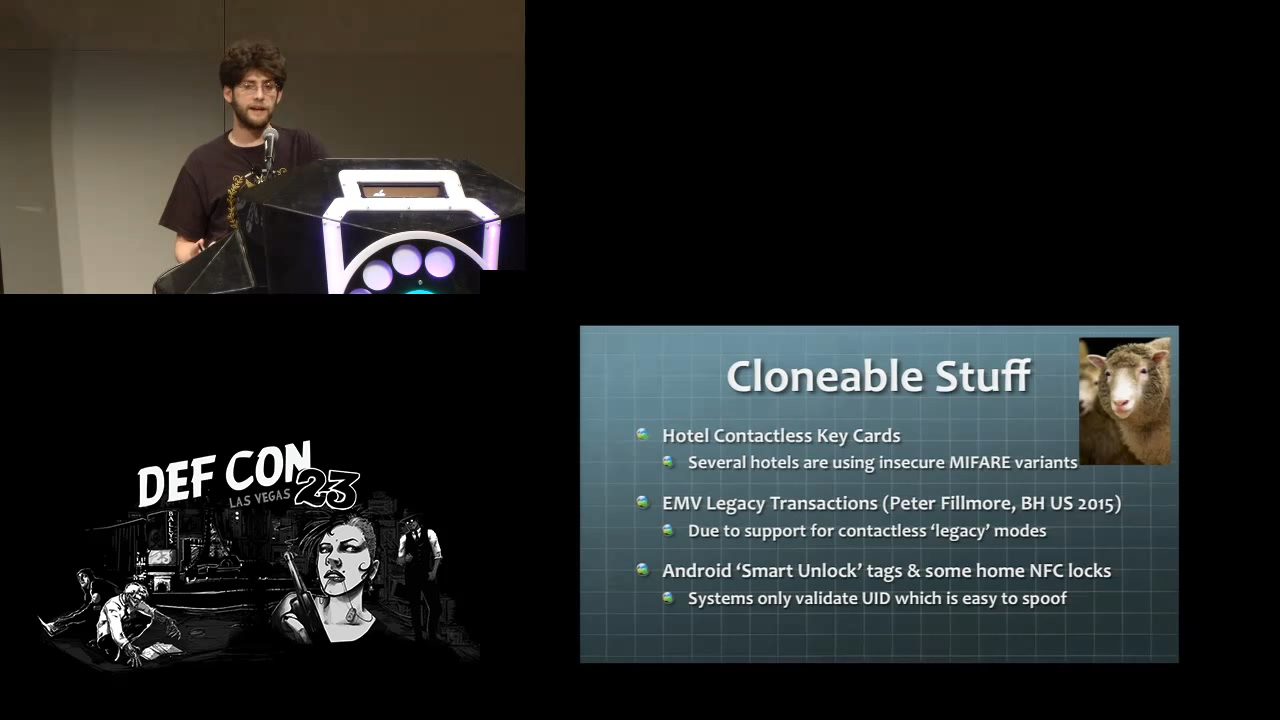 Cloneable Stuff
Hotel Contactless Key Cards
Several hotels are using insecure MIFARE variants
EMV Legacy Transactions (Peter Fillmore, BH US 2015)
Due to support for contactless ‘legacy’ modes
Android ‘Smart Unlock’ tags & some home NFC locks
Systems only validate UID which is easy to spoof
DEF CON
LAS VEGAS 23
BALLYS
23